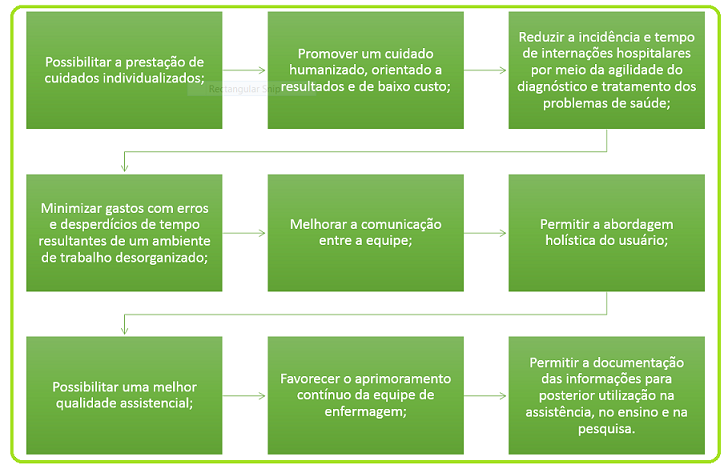 Possibilitar a prestação de
cuidados individualizados;
Promover um cuidado
humanizado, orientado a
resultados e de baixo custo;
Reduzir a incidência e tempo
de internações hospitalares
por meio da agilidade do
diagnóstico e tratamento dos
problemas de saúde;
Rectangular Snip
Minimizar gastos com erros
e desperdícios de tempo
resultantes de um ambiente
de trabalho desorganizado;
Melhorar a comunicação
entre a equipe;
Permitir a abordagem
holística do usuário;
Possibilitar uma melhor
qualidade assistencial;
Favorecer o aprimoramento
contínuo da equipe de
enfermagem;
Permitir a documentação
das informações para
posterior utilização na
assistência, no ensino e na
pesquisa.